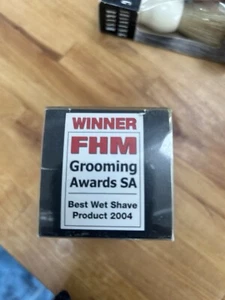 WINNER
FHM
Grooming
Awards SA
Best Wet Shave
Product 2004